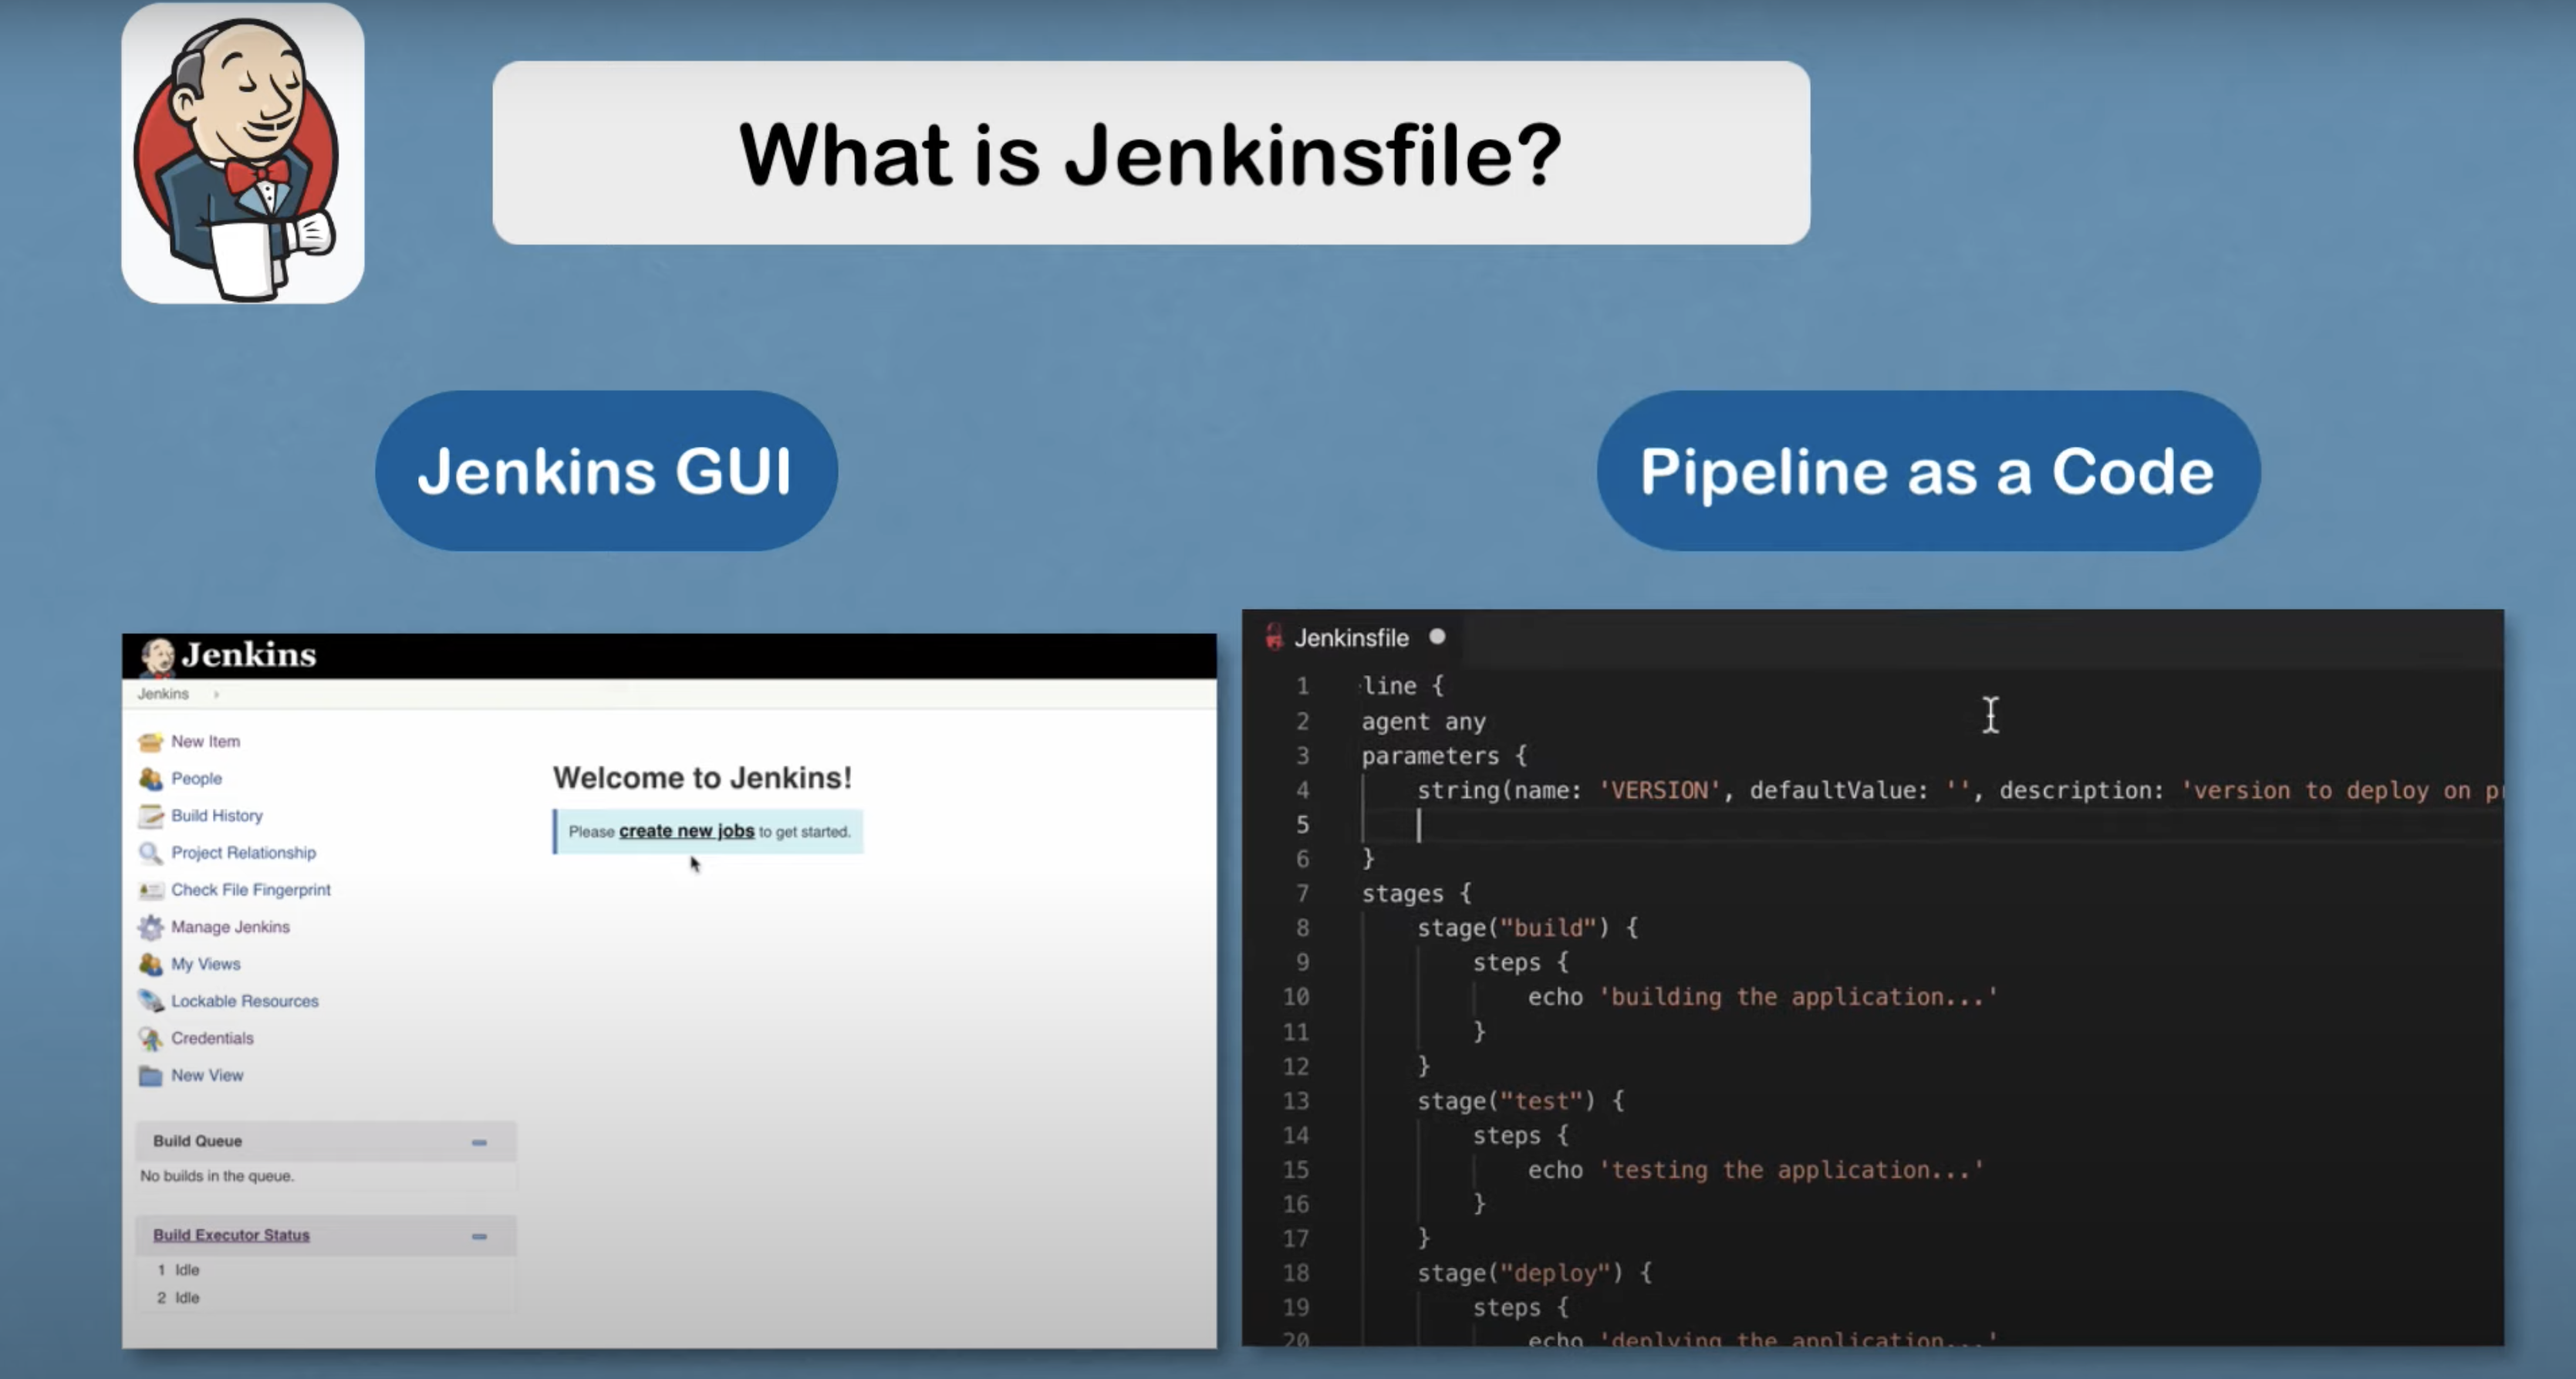 What is Jenkinsfile?
Jenkins GUI
Pipeline as a Code
Jenkins
Jenkins
New Item
People
Build History
Project Relationship
Check File Fingerprint
Manage Jenkins
My Views
Lockable Resources
Credentials
New View
Build Queue
No builds in the queue.
Build Executor Status
1 Idle
2 Idle
Welcome to Jenkins!
Please create new jobs to get started.
Jenkinsfile
1 line {
2 agent any
3 parameters {
4 string(name: 'VERSION', defaultValue: '', description: 'version to deploy on
5
6 }
7 stages {
8 stage("build") {
9 steps {
10 echo 'building the application...'
11 }
12 }
13 stage("test") {
14 steps {
15 echo 'testing the application...'
16 }
17 }
18 stage("deploy") {
19 steps {
20 echo 'deplying the application...'